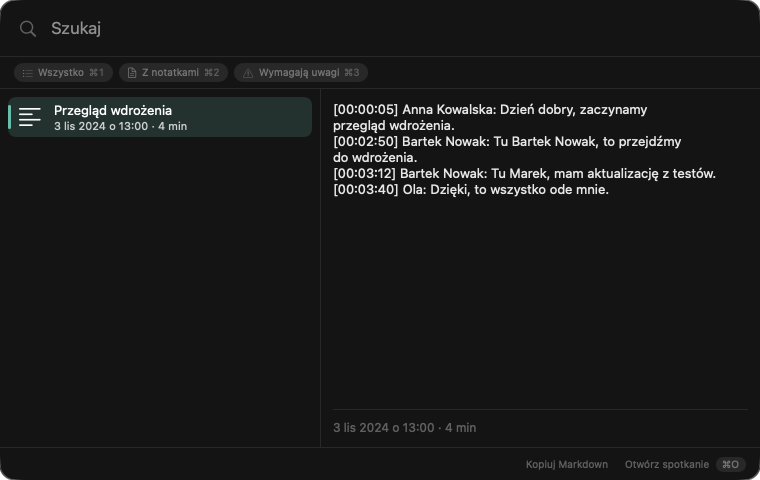 Szukaj
Wszystko ⌘1 Z notatkami ⌘2 Wymagają uwagi ⌘3
Przegląd wdrożenia
3 lis 2024 o 13:00 · 4 min
[00:00:05] Anna Kowalska: Dzień dobry, zaczynamy
przegląd wdrożenia.
[00:02:50] Bartek Nowak: Tu Bartek Nowak, to przejdźmy
do wdrożenia.
[00:03:12] Bartek Nowak: Tu Marek, mam aktualizację z testów.
[00:03:40] Ola: Dzięki, to wszystko ode mnie.
3 lis 2024 o 13:00 · 4 min
Kopiuj Markdown Otwórz spotkanie ⌘O